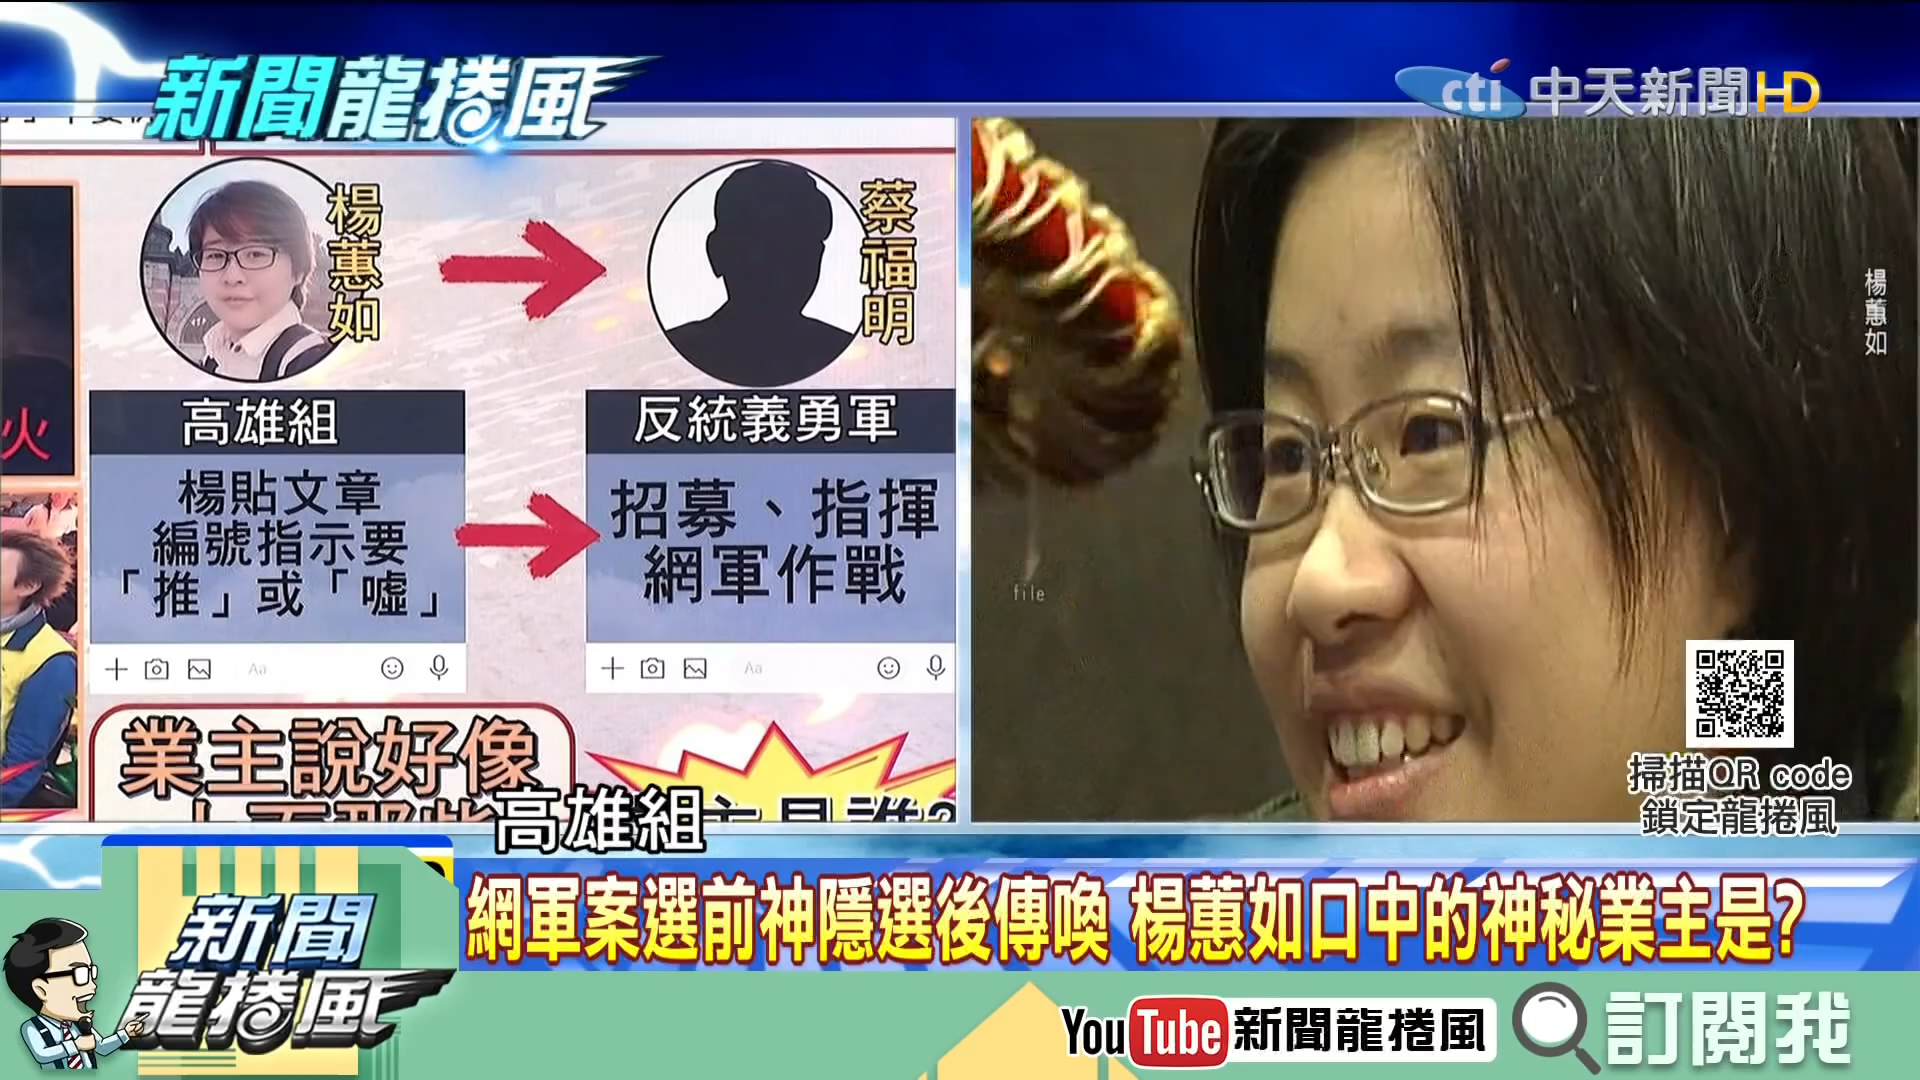 新聞龍捲風
cti 中天新聞HD
楊蕙如
蔡福明
火
高雄組
楊貼文章
編號指示要
「推」或「噓」
Aa
反統義勇軍
招募、指揮
網軍作戰
Aa
業主說好像
楊蕙如
file
掃描QR code
鎖定龍捲風
高雄組
網軍案選前神隱選後傳喚 楊蕙如口中的神秘業主是?
新聞
龍捲風
YouTube 新聞龍捲風
訂閱我